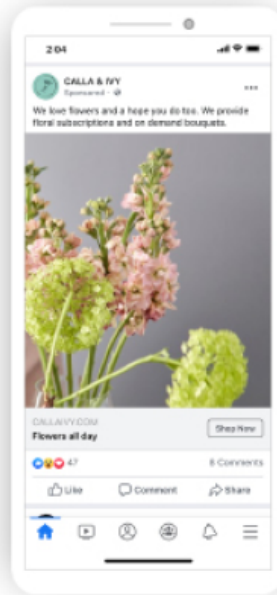 2:04
CALLA & IVY
Sponsored
We love flowers and a hope you do too. We provide
floral subscriptions and on demand bouquets.
CALLAIVY.COM
Flowers all day
Shop Now
47
8 Comments
Like
Comment
Share